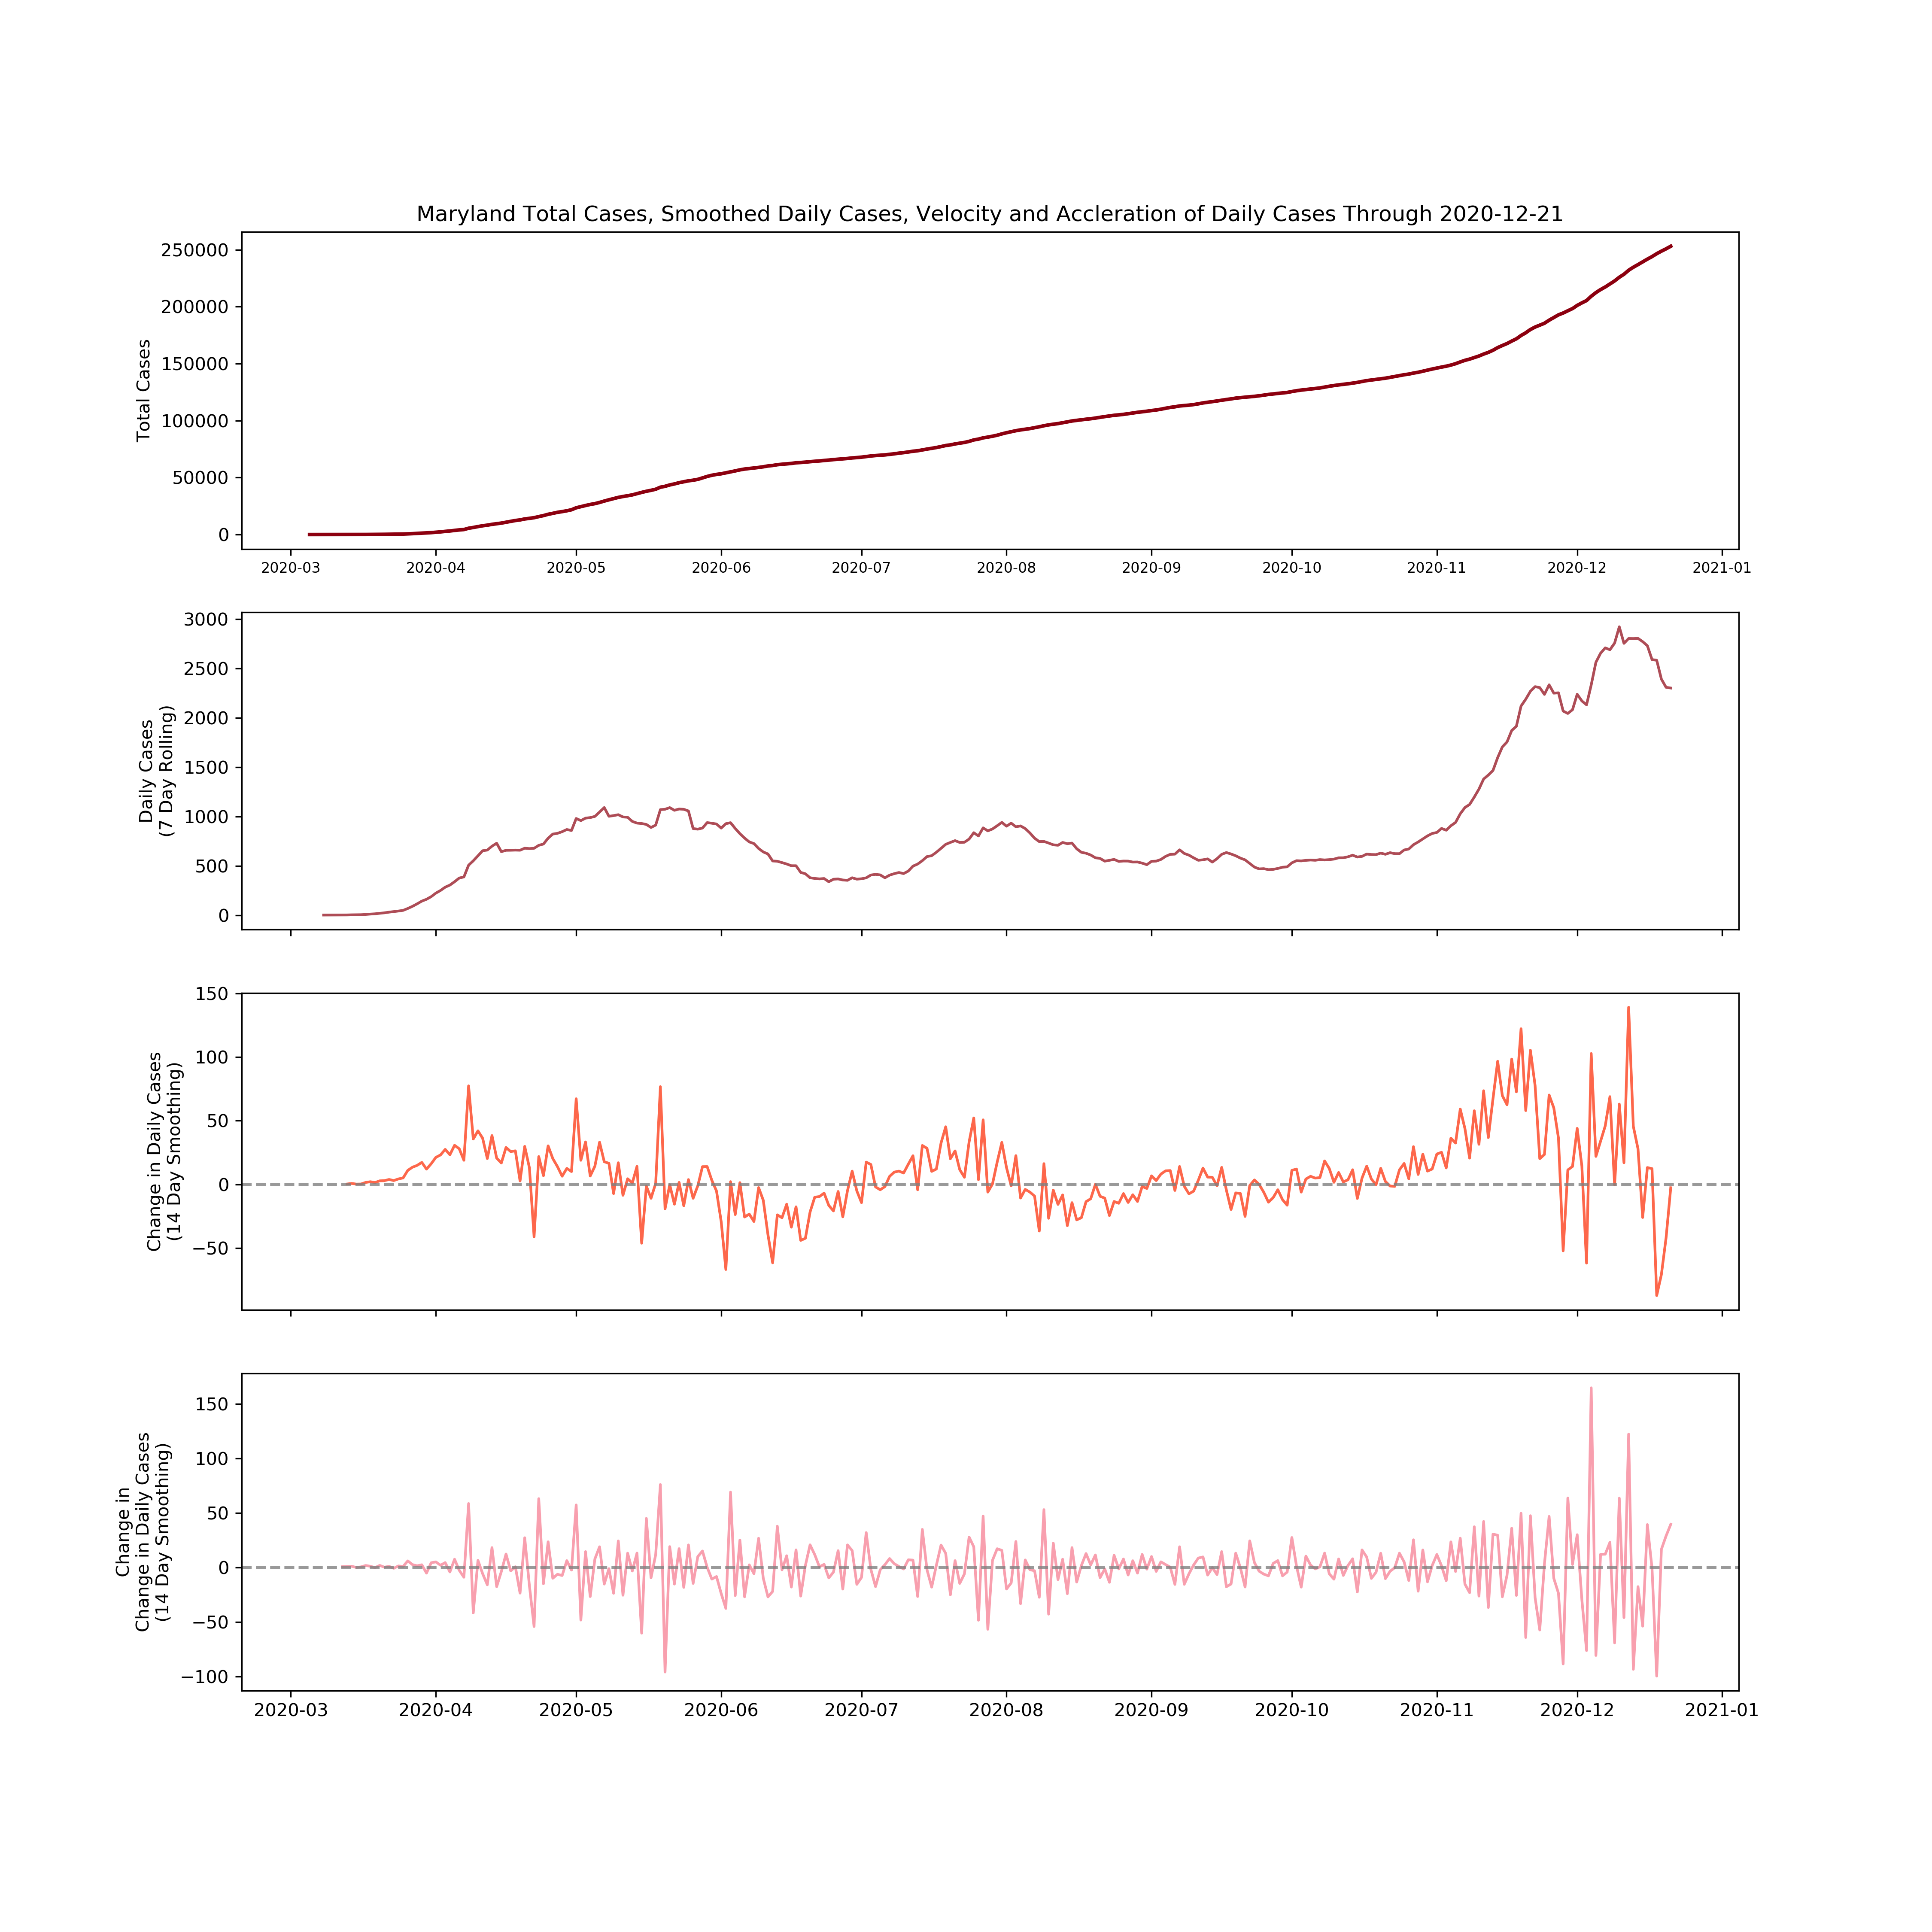 Maryland Total Cases, Smoothed Daily Cases, Velocity and Accleration of Daily Cases Through 2020-12-21
Total Cases
250000
200000
150000
100000
50000
0
2020-03 2020-04 2020-05 2020-06 2020-07 2020-08 2020-09 2020-10 2020-11 2020-12 2021-01
Daily Cases
(7 Day Rolling)
3000
2500
2000
1500
1000
500
0
Change in Daily Cases
(14 Day Smoothing)
150
100
50
0
−50
Change in
Change in Daily Cases
(14 Day Smoothing)
150
100
50
0
−50
−100
2020-03 2020-04 2020-05 2020-06 2020-07 2020-08 2020-09 2020-10 2020-11 2020-12 2021-01